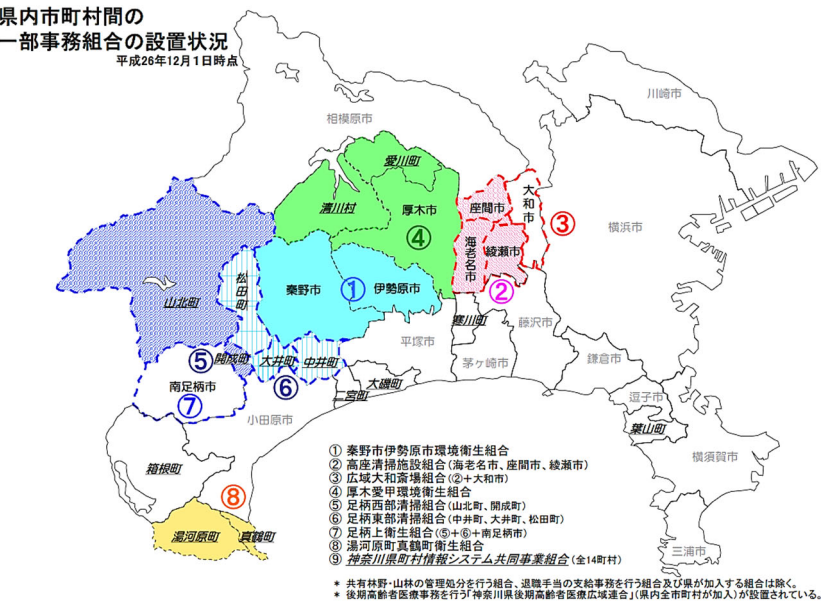 県内市町村間の
一部事務組合の設置状況
平成26年12月1日時点
川崎市
相模原市
愛川町
清川村
厚木市
④
座間市
大和市
③
横浜市
海老名市
綾瀬市
②
山北町
松田町
秦野市
①
伊勢原市
寒川町
藤沢市
平塚市
茅ヶ崎市
鎌倉市
⑤
開成町
大井町
中井町
⑥
南足柄市
⑦
二宮町
大磯町
小田原市
逗子市
葉山町
横須賀市
三浦市
箱根町
⑧
湯河原町
真鶴町
① 秦野市伊勢原市環境衛生組合
② 高座清掃施設組合(海老名市、座間市、綾瀬市)
③ 広域大和斎場組合(②+大和市)
④ 厚木愛甲環境衛生組合
⑤ 足柄西部清掃組合(山北町、開成町)
⑥ 足柄東部清掃組合(中井町、大井町、松田町)
⑦ 足柄上衛生組合(⑤+⑥+南足柄市)
⑧ 湯河原町真鶴町衛生組合
⑨ 神奈川県町村情報システム共同事業組合(全14町村)
* 共有林野・山林の管理処分を行う組合、退職手当の支給事務を行う組合及び県が加入する組合は除く。
* 後期高齢者医療事務を行う「神奈川県後期高齢者医療広域連合」(県内全市町村が加入)が設置されている。